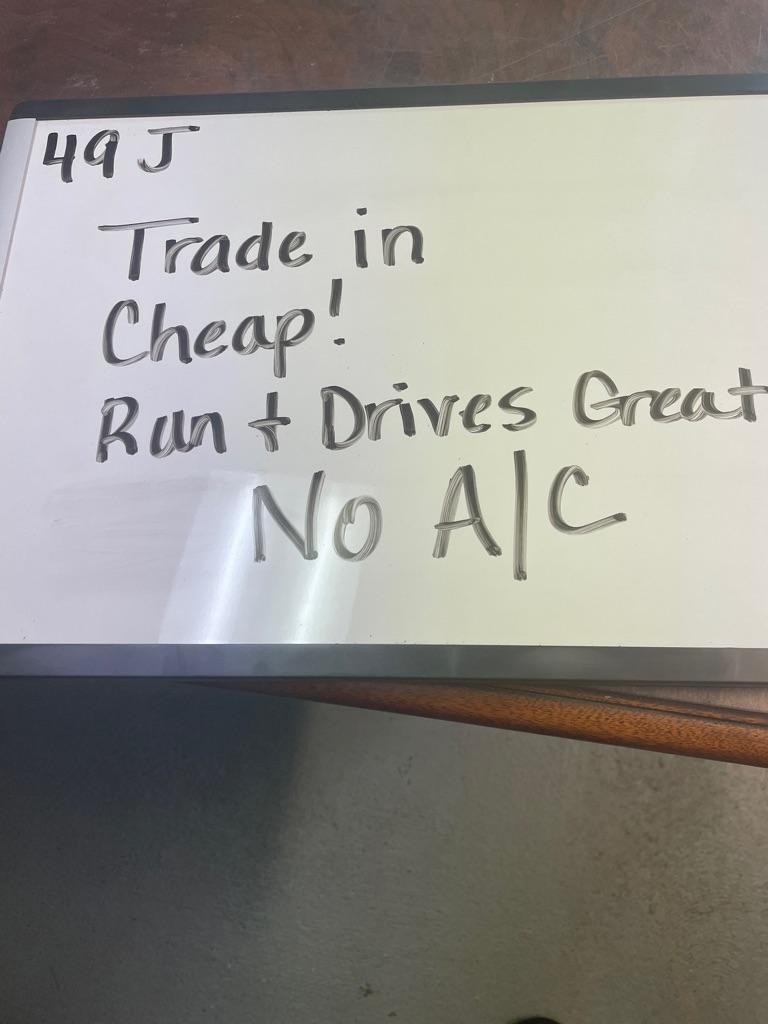 49 J
Trade in
Cheap!
Run + Drives Great
No A/C